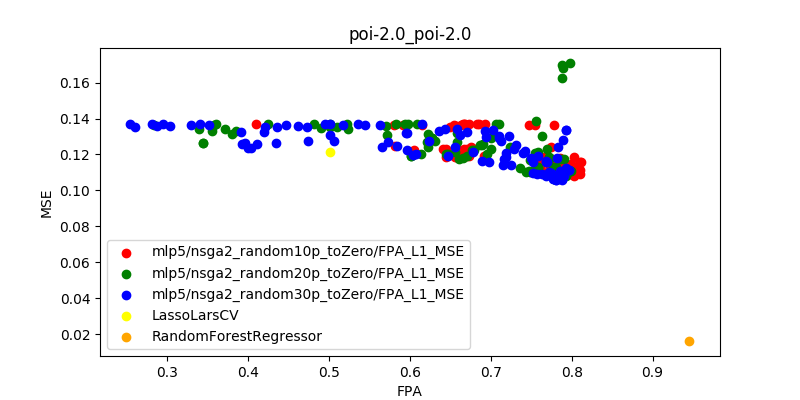 poi-2.0_poi-2.0
MSE
0.16
0.14
0.12
0.10
0.08
0.06
0.04
0.02
mlp5/nsga2_random10p_toZero/FPA_L1_MSE
mlp5/nsga2_random20p_toZero/FPA_L1_MSE
mlp5/nsga2_random30p_toZero/FPA_L1_MSE
LassoLarsCV
RandomForestRegressor
0.3 0.4 0.5 0.6 0.7 0.8 0.9
FPA